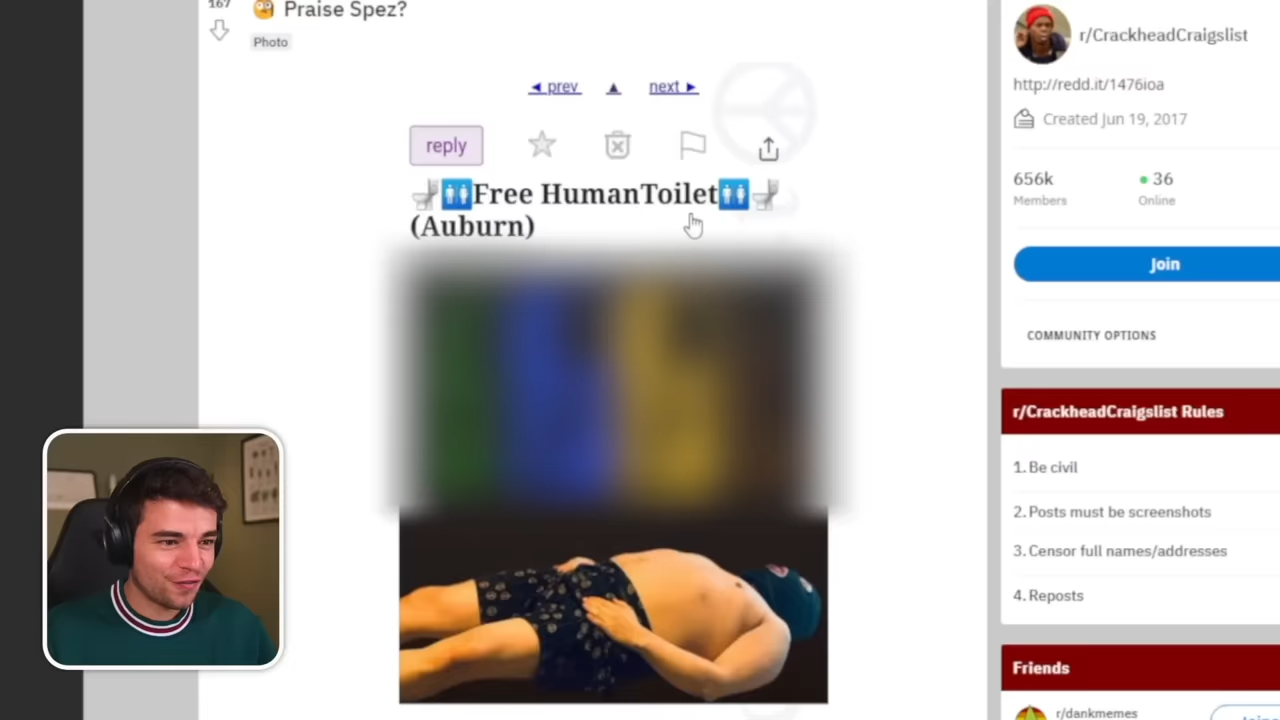 167
Praise Spez?
Photo
◄ prev ▲ next ►
reply
Free HumanToilet
(Auburn)
r/CrackheadCraigslist
http://redd.it/1476ioa
Created Jun 19, 2017
656k
36
Members
Online
Join
COMMUNITY OPTIONS
r/CrackheadCraigslist Rules
1. Be civil
2. Posts must be screenshots
3. Censor full names/addresses
4. Reposts
Friends
r/dankmemes